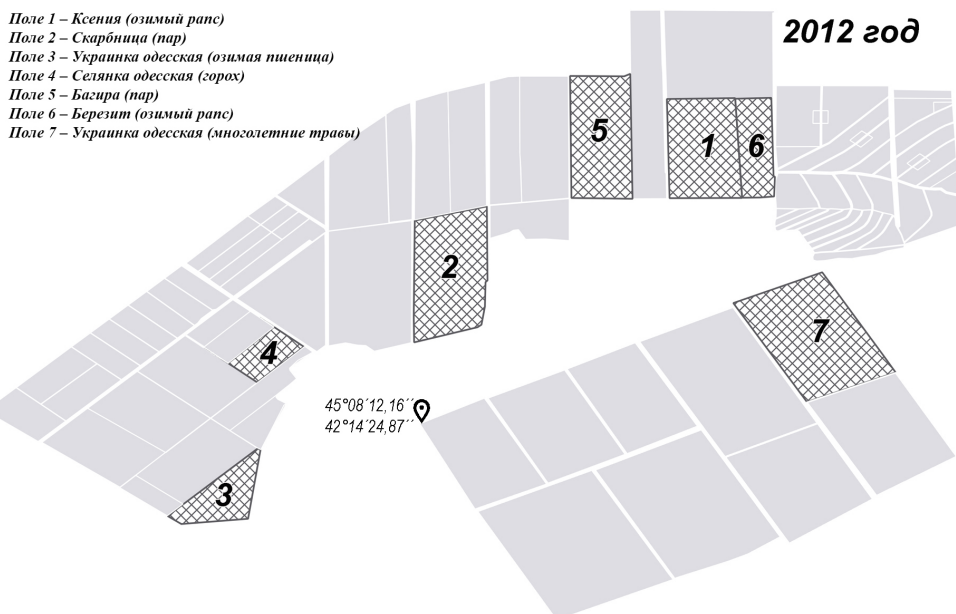 Поле 1 – Ксения (озимый рапс)
Поле 2 – Скарбница (пар)
Поле 3 – Украинка одесская (озимая пшеница)
Поле 4 – Селянка одесская (горох)
Поле 5 – Багира (пар)
Поле 6 – Березит (озимый рапс)
Поле 7 – Украинка одесская (многолетние травы)
2012 год
5
1
6
2
7
4
45°08´12,16´´
42°14´24,87´´
3